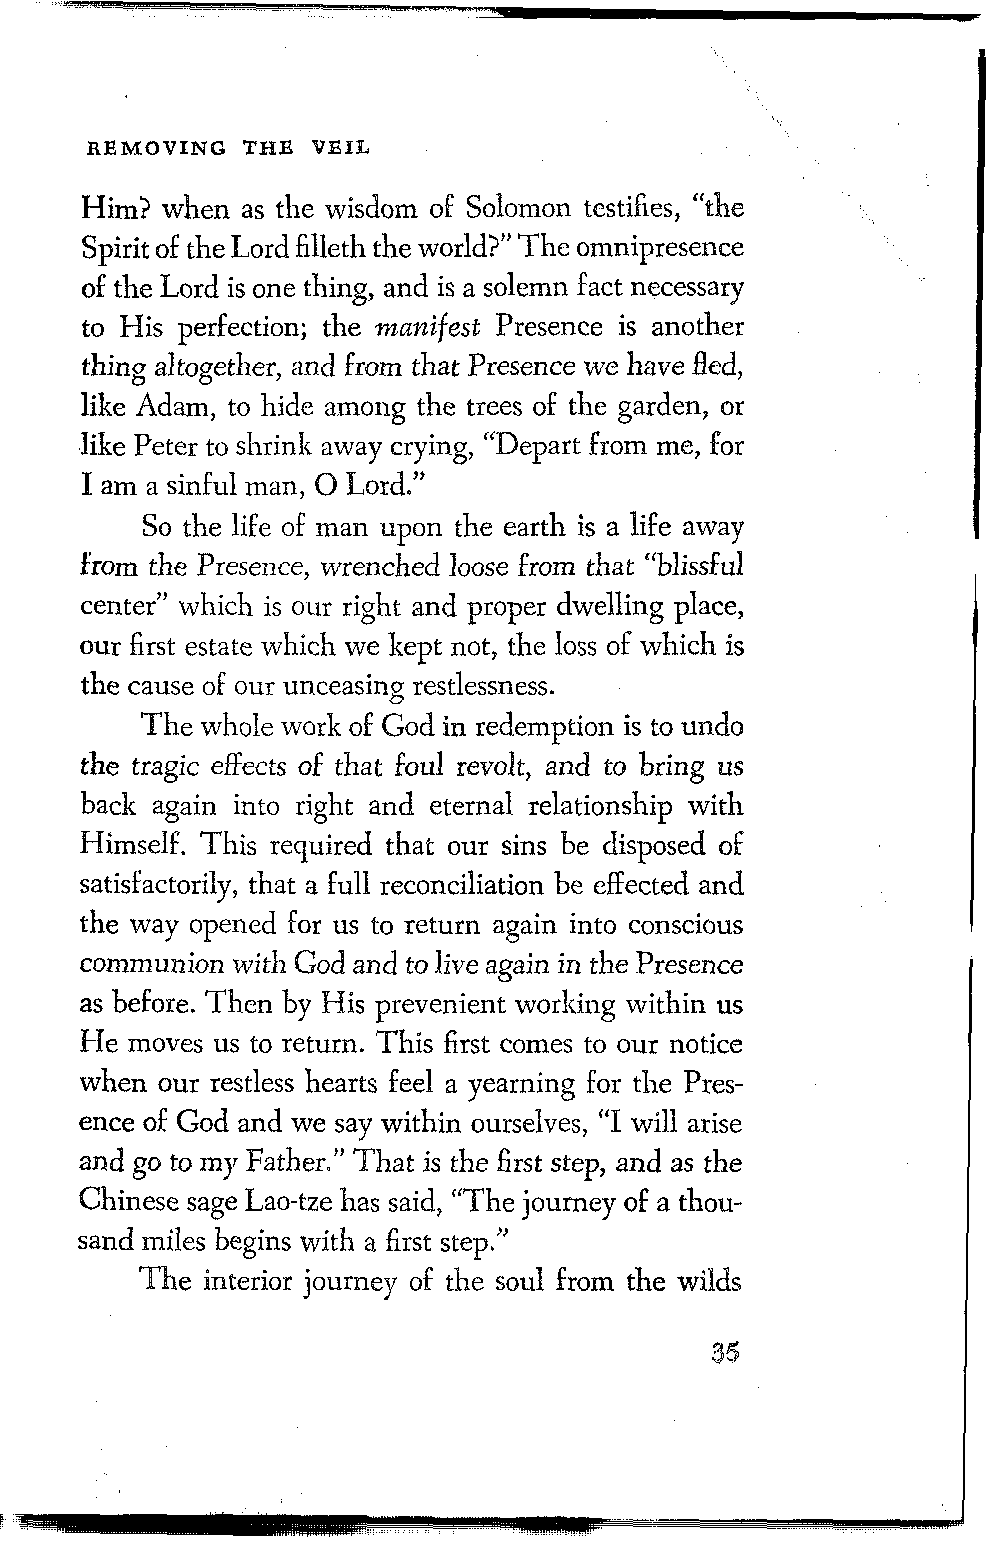 REMOVING THE VEIL
Him? when as the wisdom of Solomon testifies, “the
Spirit of the Lord filleth the world?” The omnipresence
of the Lord is one thing, and is a solemn fact necessary
to His perfection; the manifest Presence is another
thing altogether, and from that Presence we have fled,
like Adam, to hide among the trees of the garden, or
like Peter to shrink away crying, “Depart from me, for
I am a sinful man, O Lord.”
So the life of man upon the earth is a life away
from the Presence, wrenched loose from that “blissful
center” which is our right and proper dwelling place,
our first estate which we kept not, the loss of which is
the cause of our unceasing restlessness.
The whole work of God in redemption is to undo
the tragic effects of that foul revolt, and to bring us
back again into right and eternal relationship with
Himself. This required that our sins be disposed of
satisfactorily, that a full reconciliation be effected and
the way opened for us to return again into conscious
communion with God and to live again in the Presence
as before. Then by His prevenient working within us
He moves us to return. This first comes to our notice
when our restless hearts feel a yearning for the Pres-
ence of God and we say within ourselves, “I will arise
and go to my Father.” That is the first step, and as the
Chinese sage Lao-tze has said, “The journey of a thou-
sand miles begins with a first step.”
The interior journey of the soul from the wilds
35